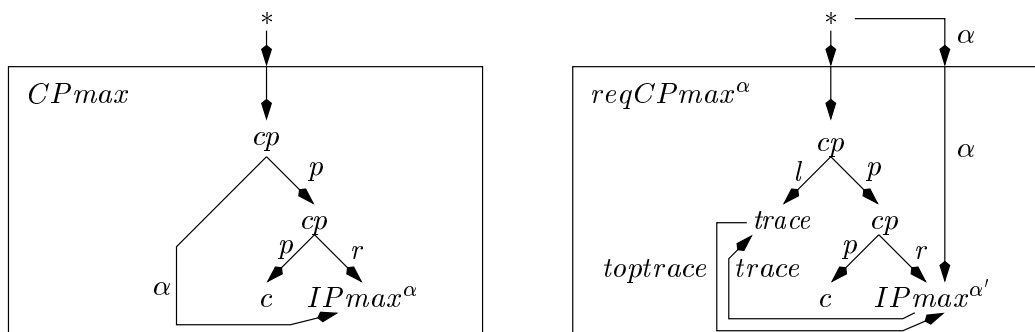 * *
α
CPmax reqCPmax^α
cp cp α
p l p
cp trace cp
p r p r
α toptrace trace
c IPmax^α c IPmax^α'